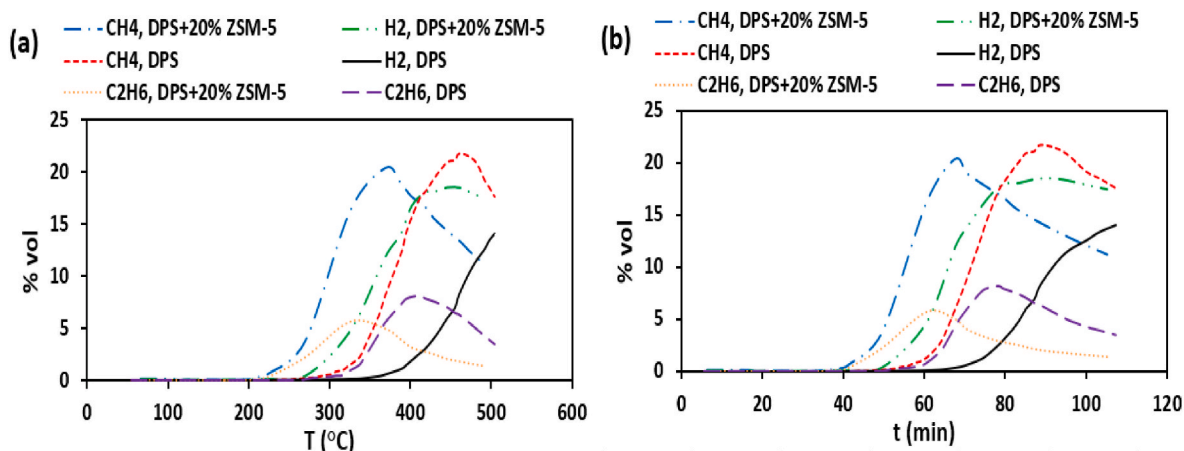 (a)
CH4, DPS+20% ZSM-5 H2, DPS+20% ZSM-5
CH4, DPS H2, DPS
C2H6, DPS+20% ZSM-5 C2H6, DPS
25
20
15
10
5
0
% vol
0 100 200 300 400 500 600
T (°C)
(b)
CH4, DPS+20% ZSM-5 H2, DPS+20% ZSM-5
CH4, DPS H2, DPS
C2H6, DPS+20% ZSM-5 C2H6, DPS
25
20
15
10
5
0
% vol
0 20 40 60 80 100 120
t (min)